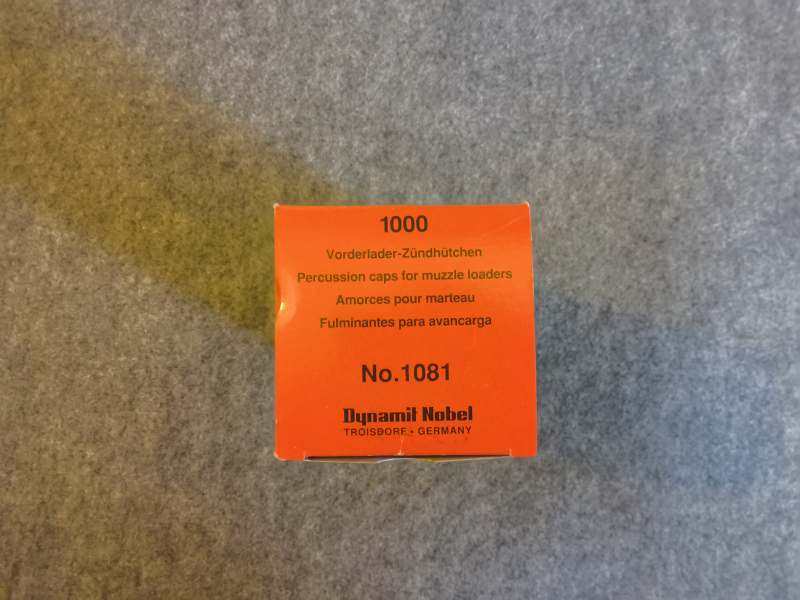 1000
Vorderlader-Zündhütchen
Percussion caps for muzzle loaders
Amorces pour marteau
Fulminantes para avancarga
No.1081
Dynamit Nobel
TROISDORF • GERMANY